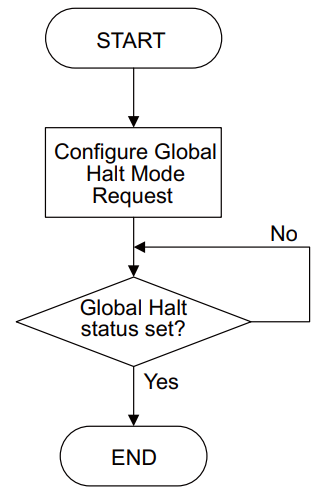 START
Configure Global
Halt Mode
Request
No
Global Halt
status set?
Yes
END